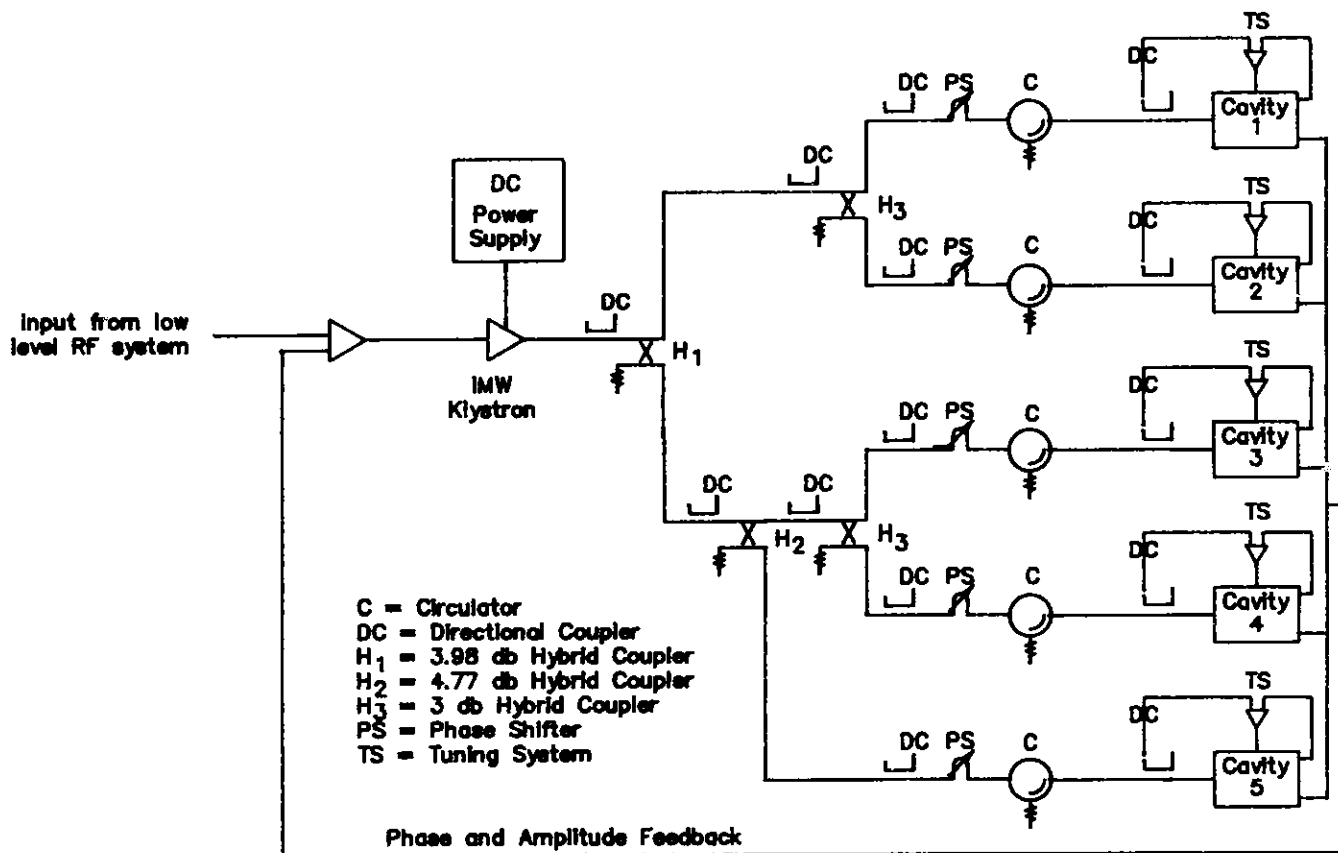 TS
DC
DC PS C
Cavity
1
DC
H3
TS
DC
DC PS C
Cavity
2
DC
Power
Supply
DC
Input from low
level RF system
H1
1MW
Klystron
TS
DC
DC PS C
Cavity
3
DC DC
H2 H3
TS
DC
DC PS C
Cavity
4
C = Circulator
DC = Directional Coupler
H1 = 3.98 db Hybrid Coupler
H2 = 4.77 db Hybrid Coupler
H3 = 3 db Hybrid Coupler
PS = Phase Shifter
TS = Tuning System
TS
DC
DC PS C
Cavity
5
Phase and Amplitude Feedback